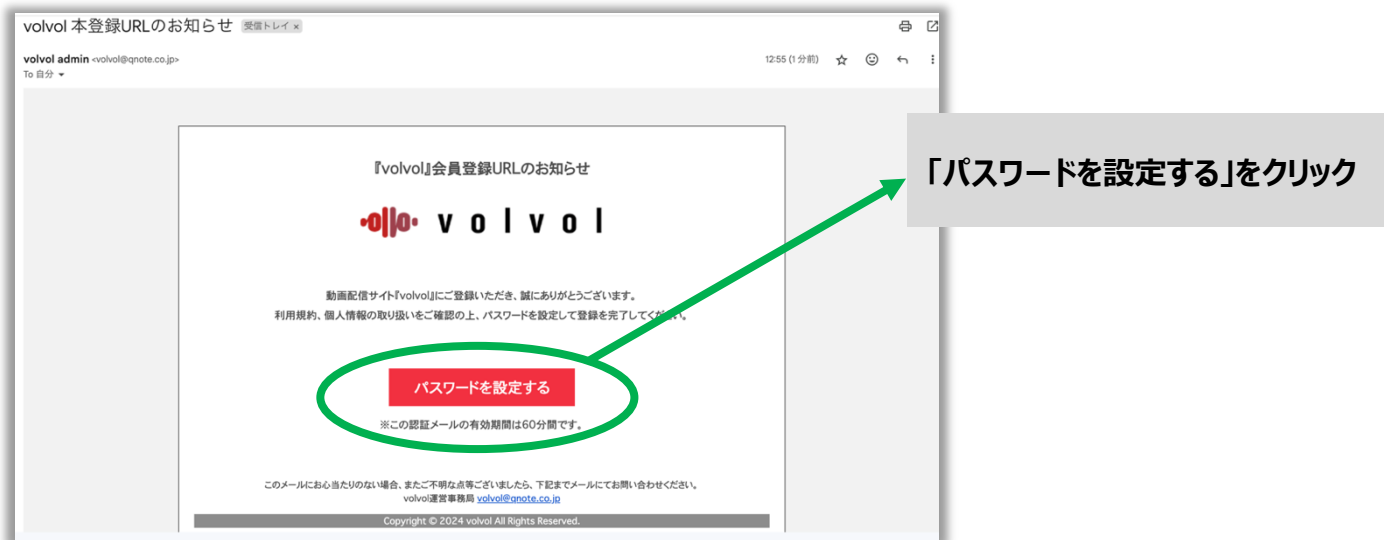 volvol 本登録URLのお知らせ 受信トレイ ×
volvol admin <volvol@qnote.co.jp>
12:55 (1 分前)
To 自分
『volvol』会員登録URLのお知らせ
volvol
動画配信サイト『volvol』にご登録いただき、誠にありがとうございます。
利用規約、個人情報の取り扱いをご確認の上、パスワードを設定して登録を完了してください。
パスワードを設定する
※この認証メールの有効期間は60分間です。
このメールにお心当たりのない場合、またご不明な点等ございましたら、下記までメールにてお問い合わせください。
volvol運営事務局 volvol@qnote.co.jp
Copyright © 2024 volvol All Rights Reserved.
「パスワードを設定する」をクリック